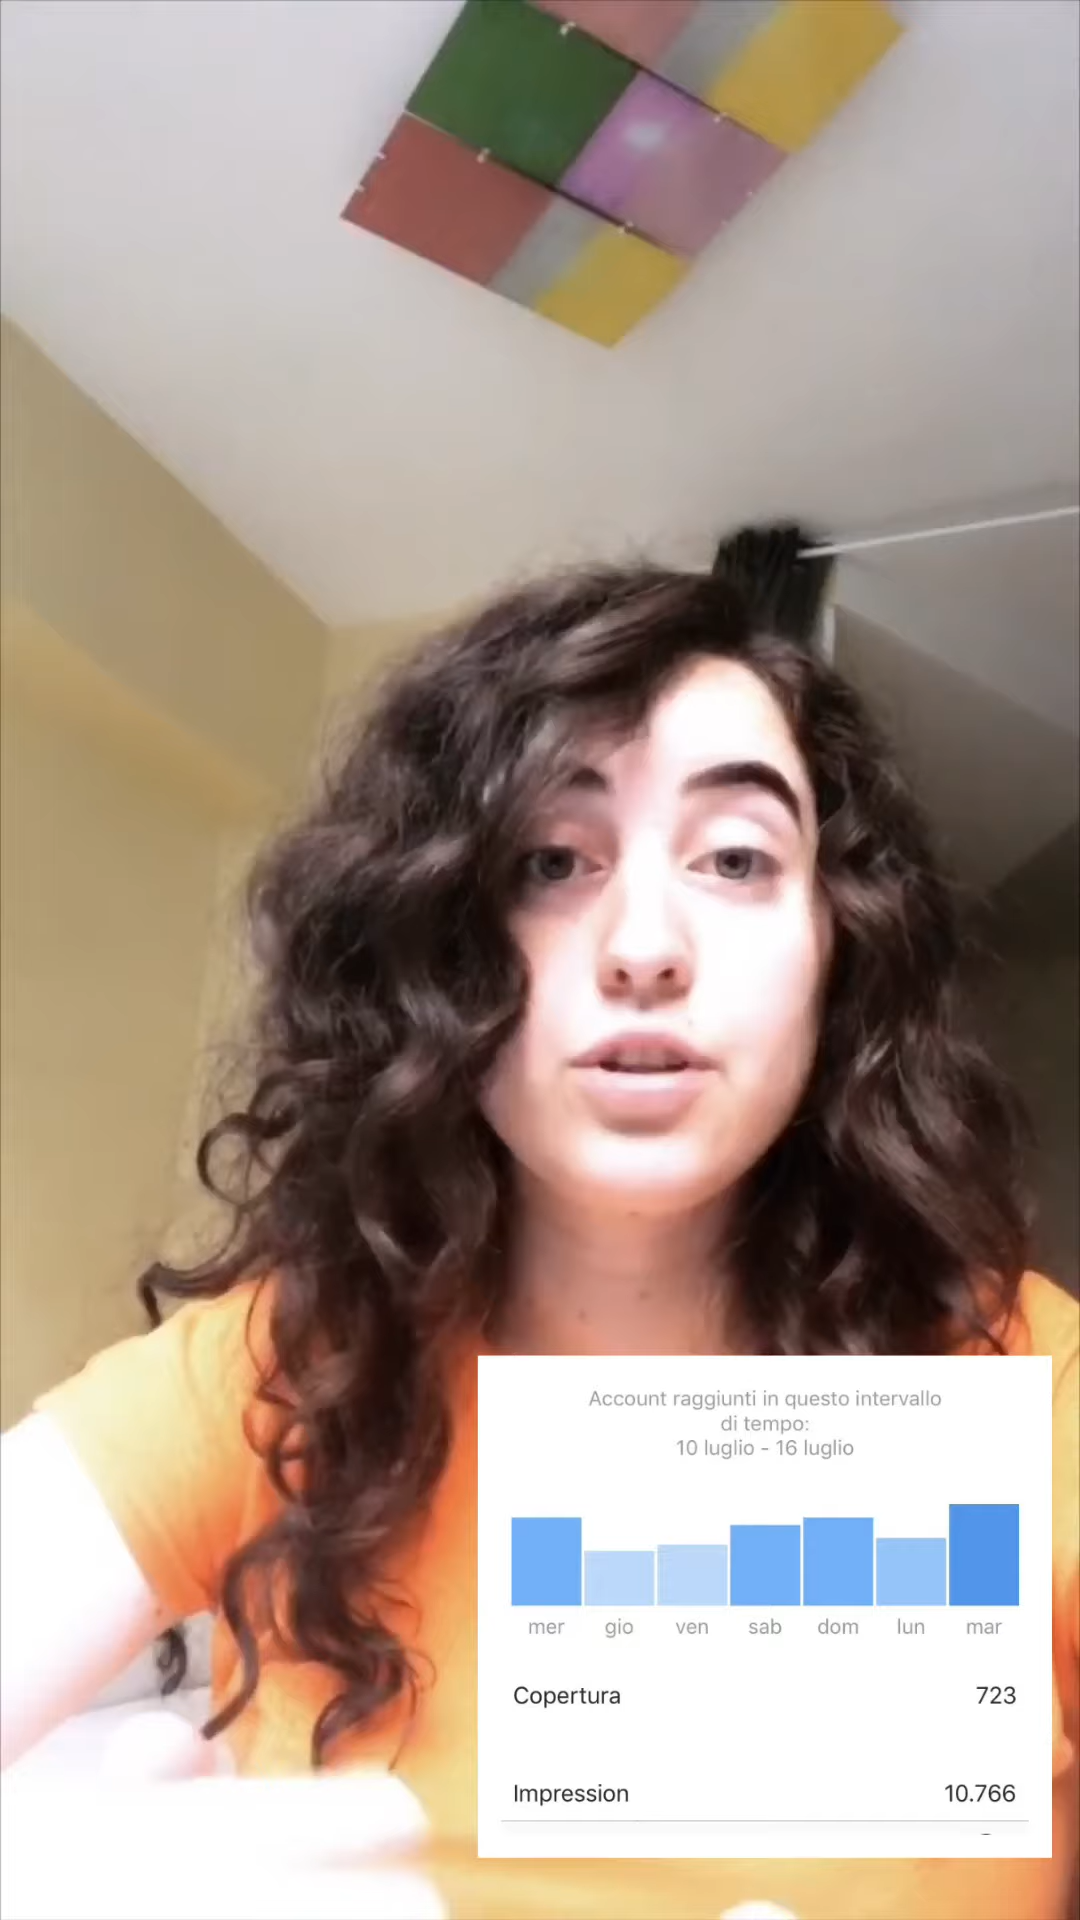 Account raggiunti in questo intervallo
di tempo:
10 luglio - 16 luglio
mer gio ven sab dom lun mar
Copertura 723
Impression 10.766